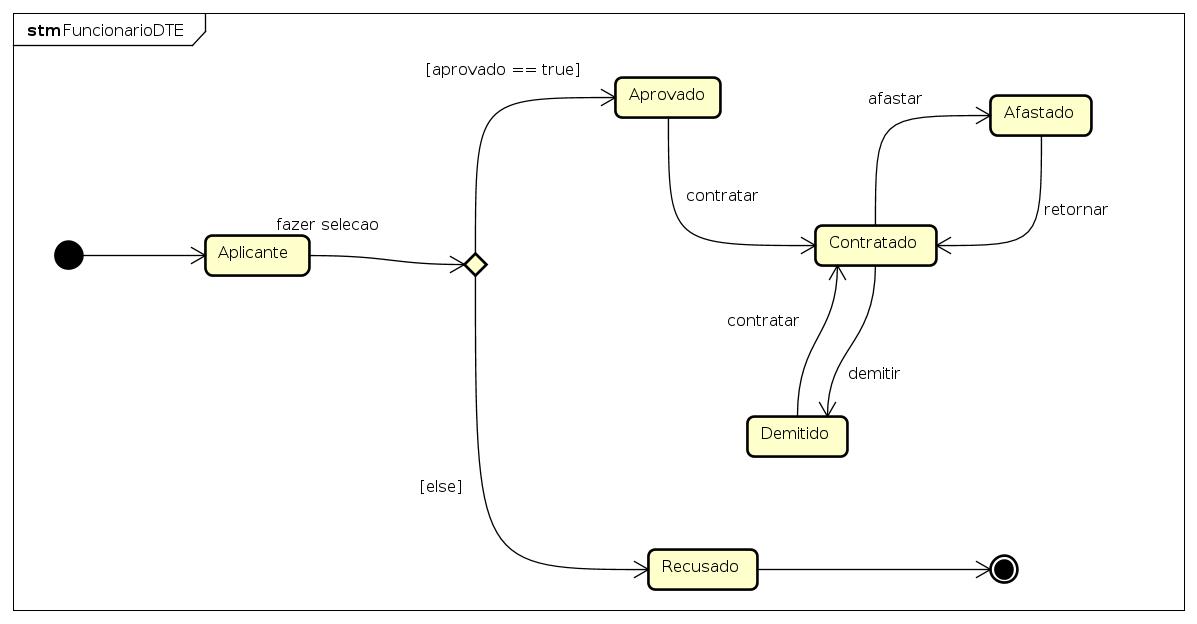 stm FuncionarioDTE
[aprovado == true]
Aprovado
afastar
Afastado
contratar
retornar
fazer selecao
Aplicante
Contratado
contratar
demitir
Demitido
[else]
Recusado